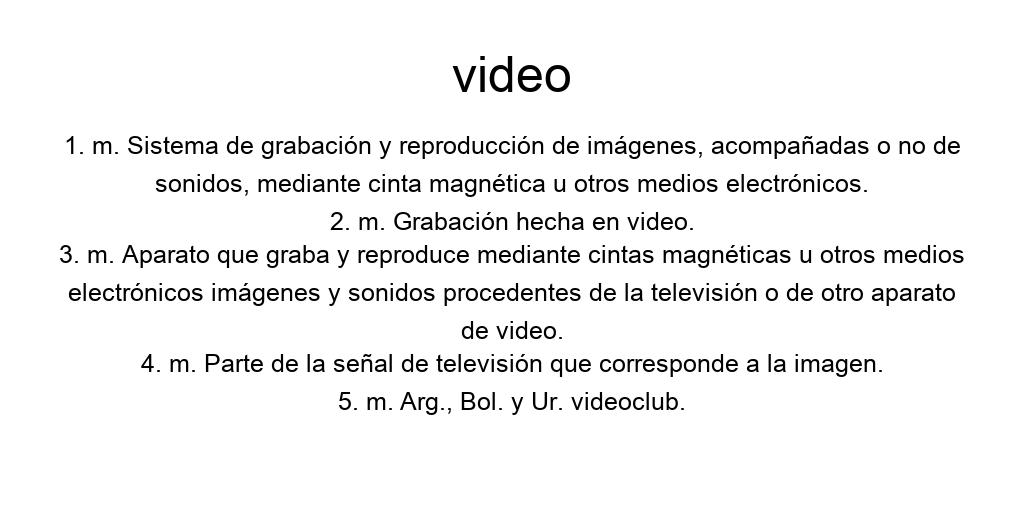 video
1. m. Sistema de grabación y reproducción de imágenes, acompañadas o no de
sonidos, mediante cinta magnética u otros medios electrónicos.
2. m. Grabación hecha en video.
3. m. Aparato que graba y reproduce mediante cintas magnéticas u otros medios
electrónicos imágenes y sonidos procedentes de la televisión o de otro aparato
de video.
4. m. Parte de la señal de televisión que corresponde a la imagen.
5. m. Arg., Bol. y Ur. videoclub.